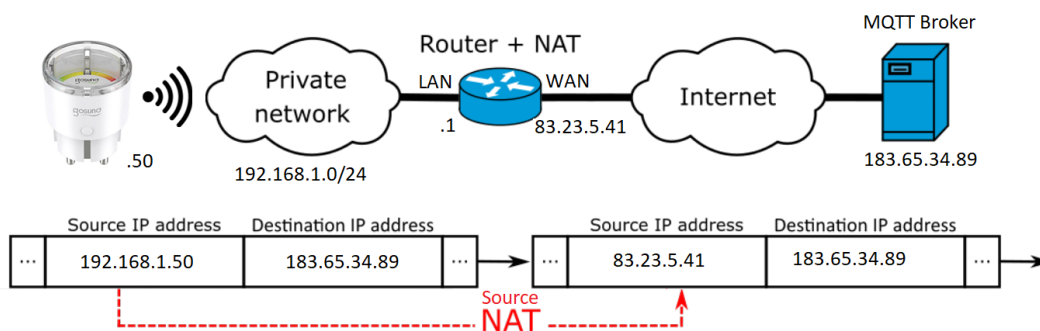 MQTT Broker
Router + NAT
Private
network
LAN
WAN
Internet
gosund
gosund
.50
.1
83.23.5.41
192.168.1.0/24
183.65.34.89
Source IP address
Destination IP address
Source IP address
Destination IP address
...
192.168.1.50
183.65.34.89
...
...
83.23.5.41
183.65.34.89
...
Source
NAT